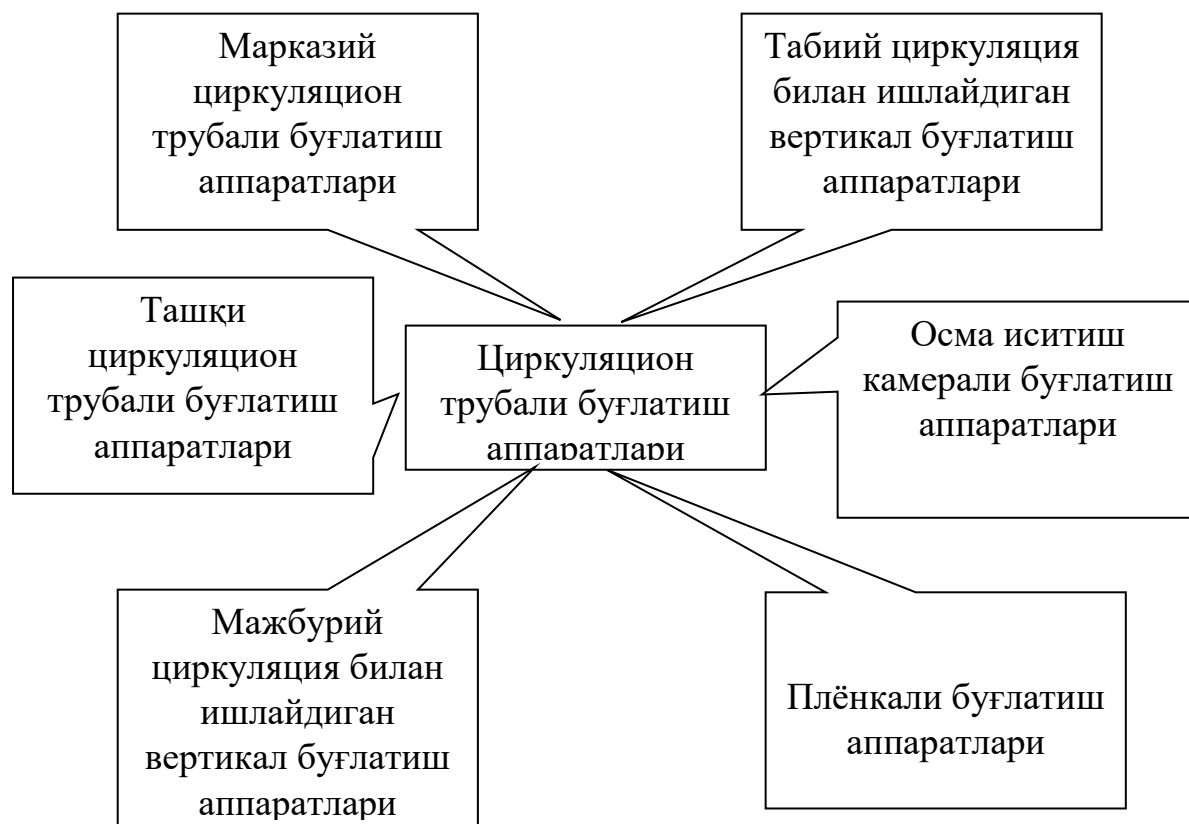 Марказий
циркуляцион
трубали буғлатиш
аппаратлари
Табиий циркуляция
билан ишлайдиган
вертикал буғлатиш
аппаратлари
Ташқи
циркуляцион
трубали буғлатиш
аппаратлари
Циркуляцион
трубали буғлатиш
аппаратлари
Осма иситиш
камерали буғлатиш
аппаратлари
Мажбурий
циркуляция билан
ишлайдиган
вертикал буғлатиш
аппаратлари
Плёнкали буғлатиш
аппаратлари